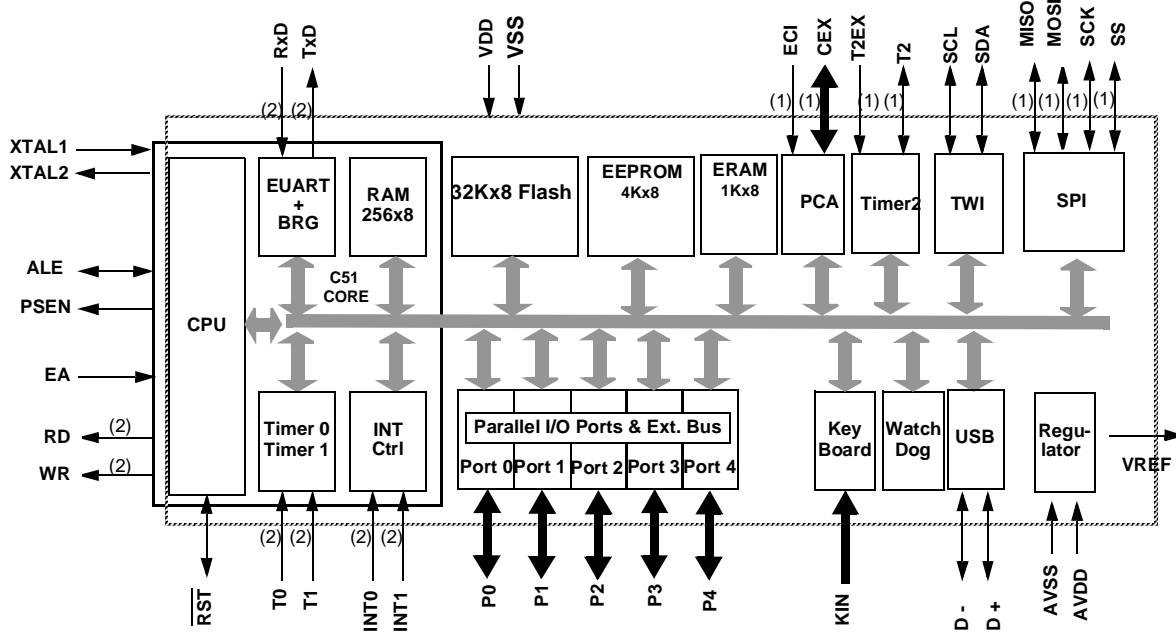 RxD
TxD
VDD
VSS
ECI
CEX
T2EX
T2
SCL
SDA
MISO
MOSI
SCK
SS
(2) (2)
(1) (1) (1) (1)
(1) (1) (1) (1)
XTAL1
XTAL2
ALE
PSEN
EA
RD (2)
WR (2)
CPU
EUART
+
BRG
RAM
256x8
C51
CORE
32Kx8 Flash
EEPROM
4Kx8
ERAM
1Kx8
PCA
Timer2
TWI
SPI
Timer 0
Timer 1
INT
Ctrl
Parallel I/O Ports & Ext. Bus
Port 0 Port 1 Port 2 Port 3 Port 4
Key
Board
Watch
Dog
USB
Regu-
lator
VREF
(2) (2) (2) (2)
RST
T0
T1
INT0
INT1
P0
P1
P2
P3
P4
KIN
D -
D +
AVSS
AVDD